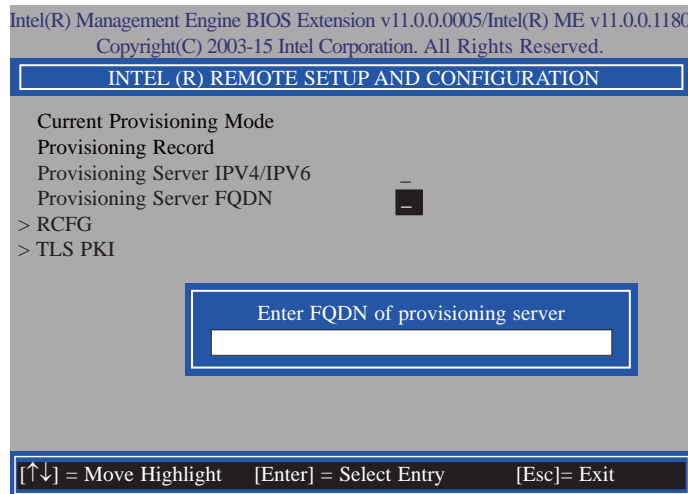 Intel(R) Management Engine BIOS Extension v11.0.0.0005/Intel(R) ME v11.0.0.1180
Copyright(C) 2003-15 Intel Corporation. All Rights Reserved.
INTEL (R) REMOTE SETUP AND CONFIGURATION
Current Provisioning Mode
Provisioning Record
Provisioning Server IPV4/IPV6 _
Provisioning Server FQDN _
> RCFG
> TLS PKI
Enter FQDN of provisioning server
[↑↓] = Move Highlight [Enter] = Select Entry [Esc]= Exit